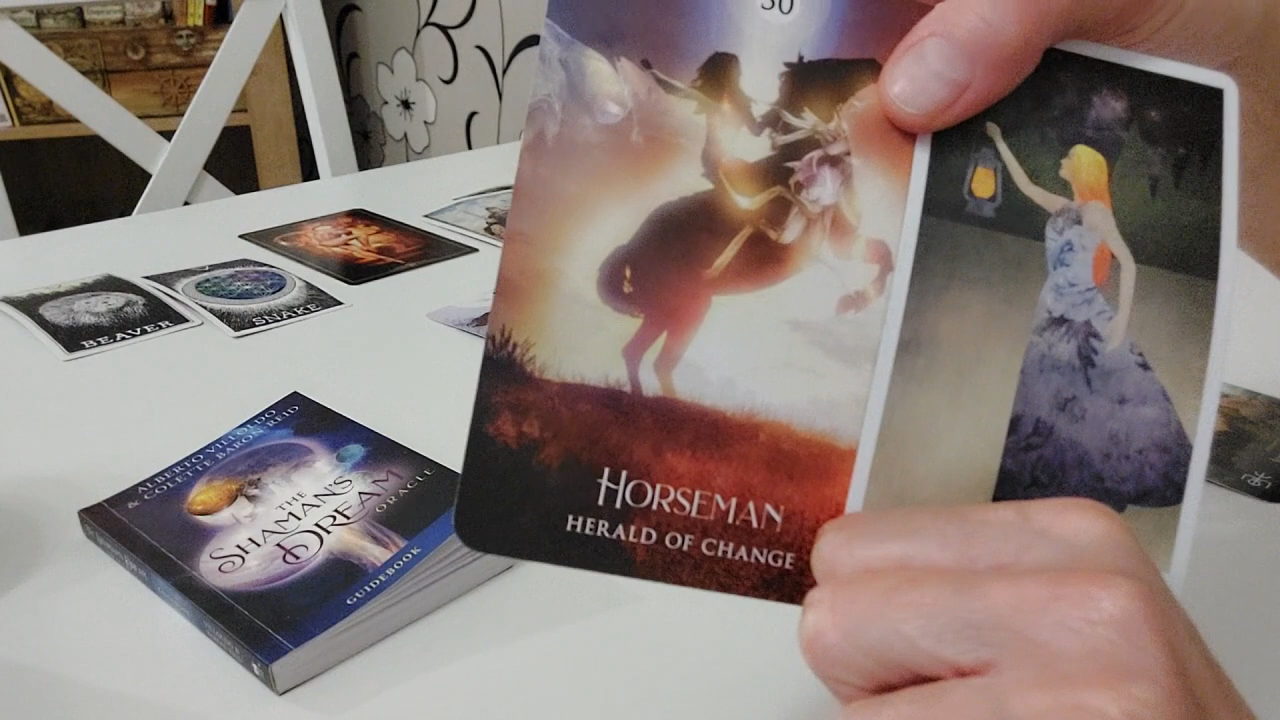 30
HORSEMAN
HERALD OF CHANGE
BEAVER
SNAKE
ALBERTO VILLOLDO
& COLETTE BARON REID
THE
SHAMAN'S
DREAM
ORACLE
GUIDEBOOK